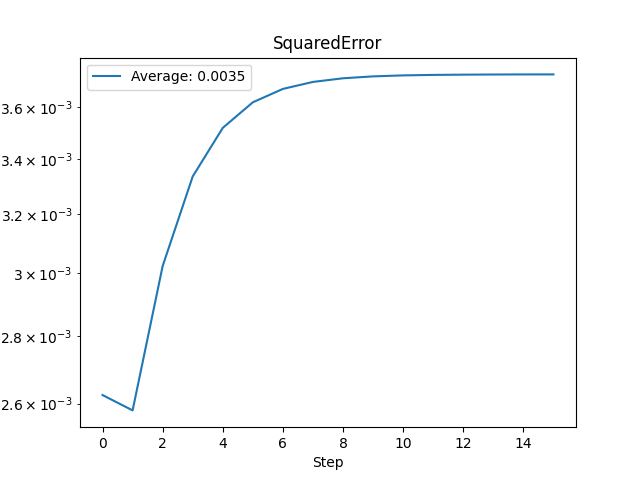 SquaredError
Average: 0.0035
3.6 × 10⁻³
3.4 × 10⁻³
3.2 × 10⁻³
3 × 10⁻³
2.8 × 10⁻³
2.6 × 10⁻³
0 2 4 6 8 10 12 14
Step